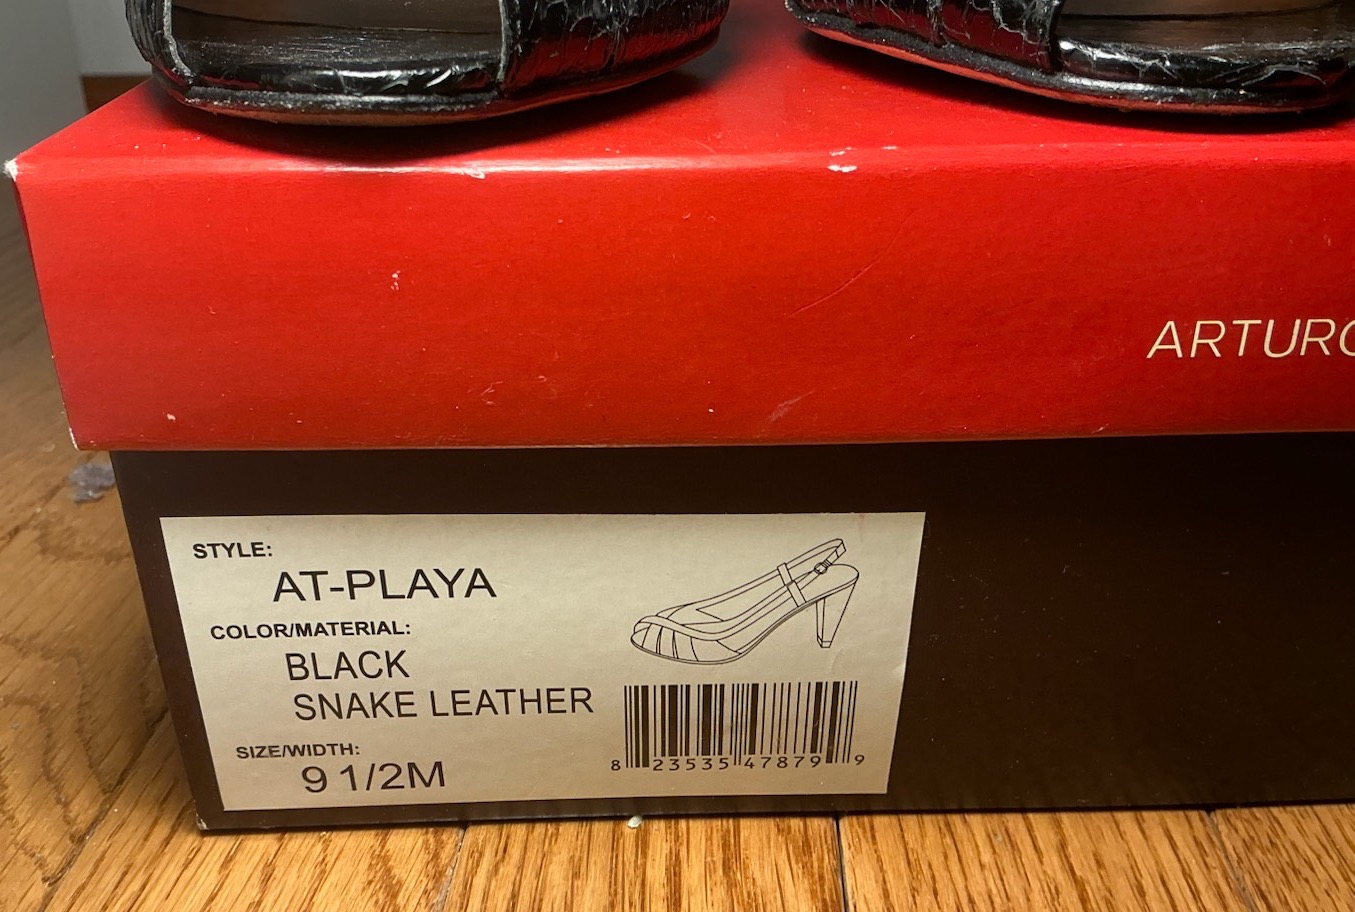 ARTURO
STYLE:
AT-PLAYA
COLOR/MATERIAL:
BLACK
SNAKE LEATHER
SIZE/WIDTH:
9 1/2M
8 23535 47879 9